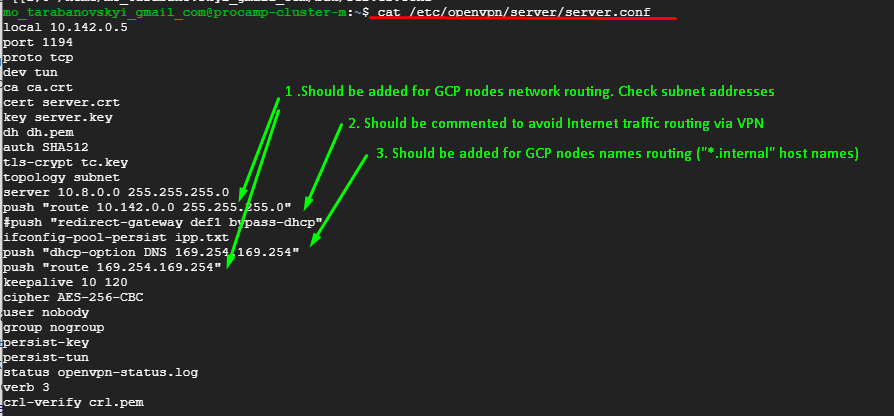 mo_tarabanovskyi_gmail_com@procamp-cluster-m:~$ cat /etc/openvpn/server/server.conf
local 10.142.0.5
port 1194
proto tcp
dev tun
ca ca.crt
1 .Should be added for GCP nodes network routing. Check subnet addresses
cert server.crt
key server.key
2. Should be commented to avoid Internet traffic routing via VPN
dh dh.pem
auth SHA512
3. Should be added for GCP nodes names routing ("*.internal" host names)
tls-crypt tc.key
topology subnet
server 10.8.0.0 255.255.255.0
push "route 10.142.0.0 255.255.255.0"
#push "redirect-gateway def1 bypass-dhcp"
ifconfig-pool-persist ipp.txt
push "dhcp-option DNS 169.254.169.254"
push "route 169.254.169.254"
keepalive 10 120
cipher AES-256-CBC
user nobody
group nogroup
persist-key
persist-tun
status openvpn-status.log
verb 3
crl-verify crl.pem